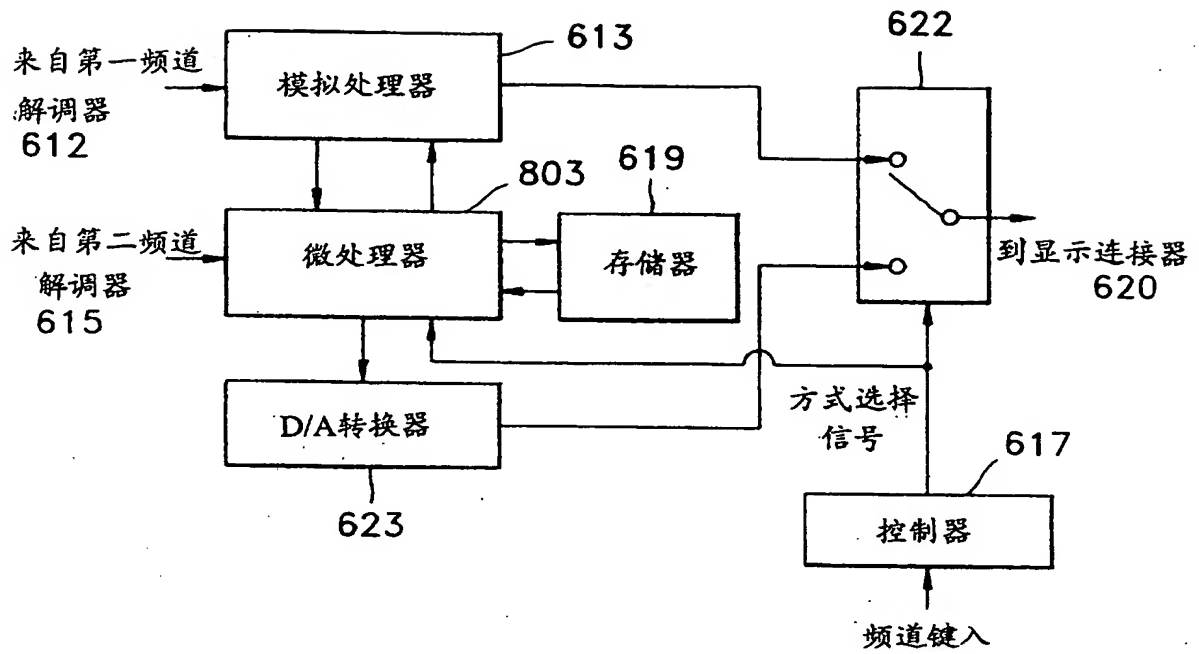 613
622
来自第一频道
解调器
612
模拟处理器
803
619
来自第二频道
解调器
615
微处理器
存储器
到显示连接器
620
D/A转换器
623
方式选择
信号
617
控制器
频道键入